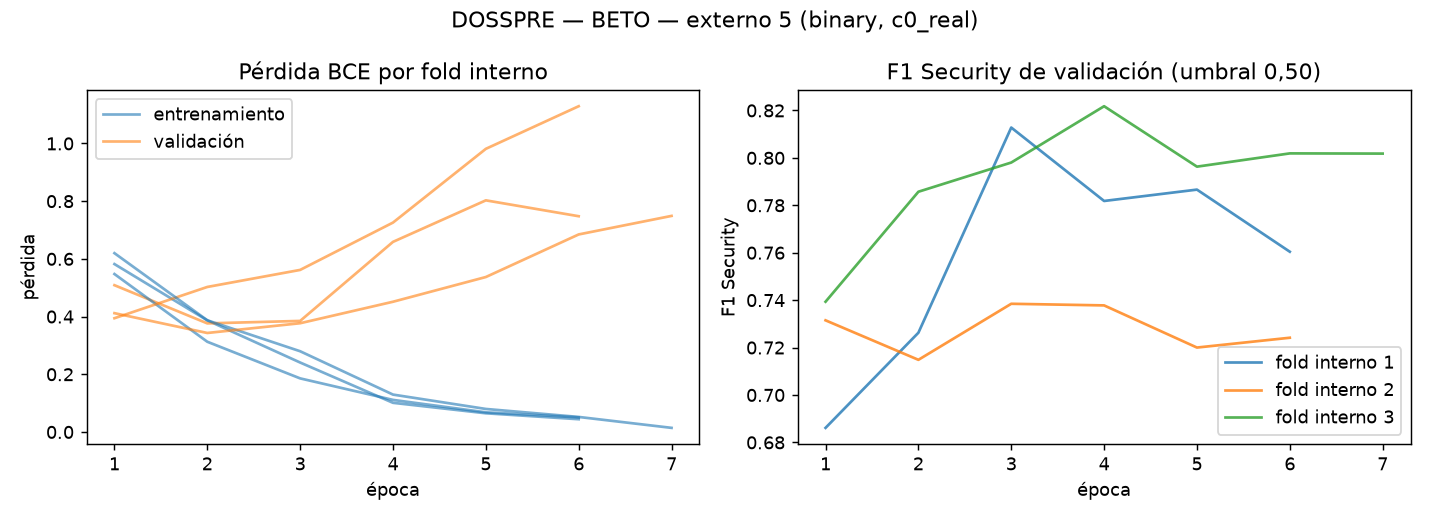 DOSSPRE — BETO — externo 5 (binary, c0_real)
Pérdida BCE por fold interno
entrenamiento
validación
pérdida
1.0
0.8
0.6
0.4
0.2
0.0
1 2 3 4 5 6 7
época
F1 Security de validación (umbral 0,50)
F1 Security
0.82
0.80
0.78
0.76
0.74
0.72
0.70
0.68
fold interno 1
fold interno 2
fold interno 3
1 2 3 4 5 6 7
época